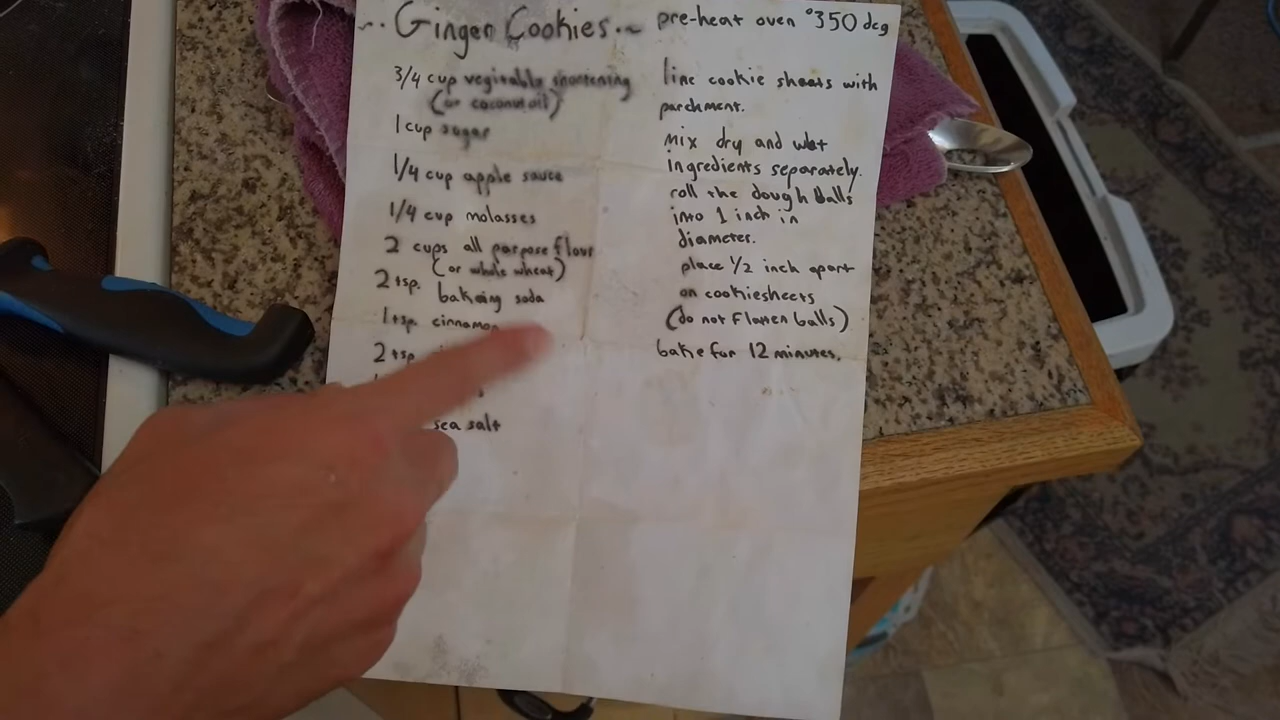 Ginger Cookies
3/4 cup vegitable shortening
(or coconut oil)
1 cup sugar
1/4 cup apple sauce
1/4 cup molasses
2 cups all parpose flour
(or whole wheat)
2 tsp. baking soda
1 tsp. cinnamon
2 tsp.
sea salt
pre-heat oven °350 deg
line cookie sheets with
parchment.
mix dry and wet
ingredients separately.
roll the dough balls
into 1 inch in
diameter.
place 1/2 inch apart
on cookiesheets
(do not flatten balls)
bake for 12 minutes.